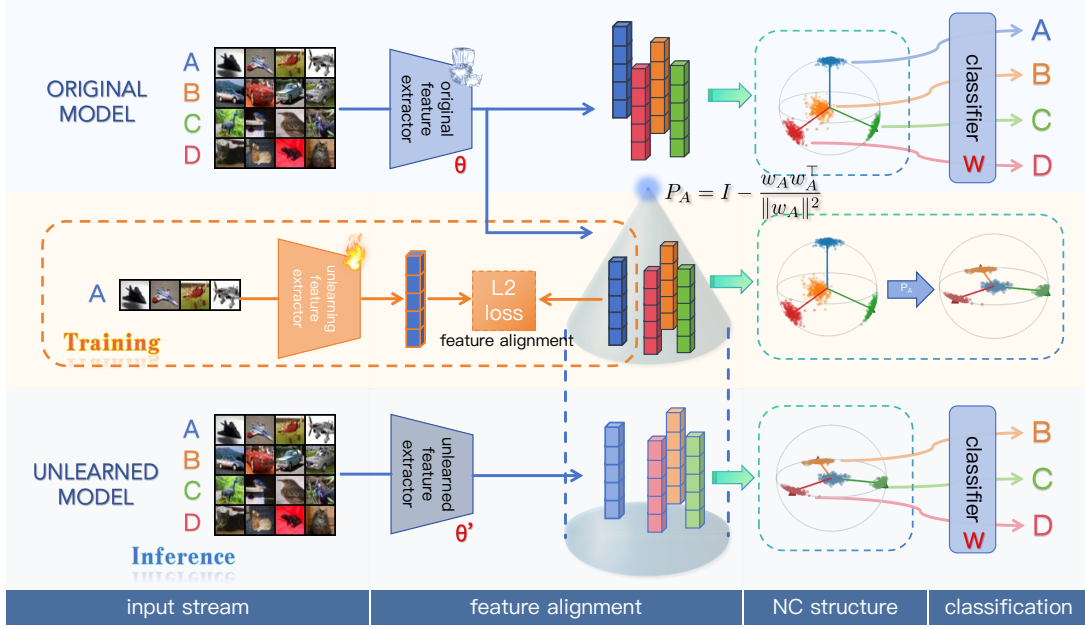 ORIGINAL
MODEL
A
B
C
D
original
feature
extractor
θ
classifier
W
A
B
C
D
P_A = I − \frac{w_A w_A^⊤}{‖w_A‖^2}
A
Training
unlearning
feature
extractor
L2
loss
feature alignment
P_A
UNLEARNED
MODEL
A
B
C
D
Inference
unlearned
feature
extractor
θ'
classifier
W
B
C
D
input stream
feature alignment
NC structure
classification